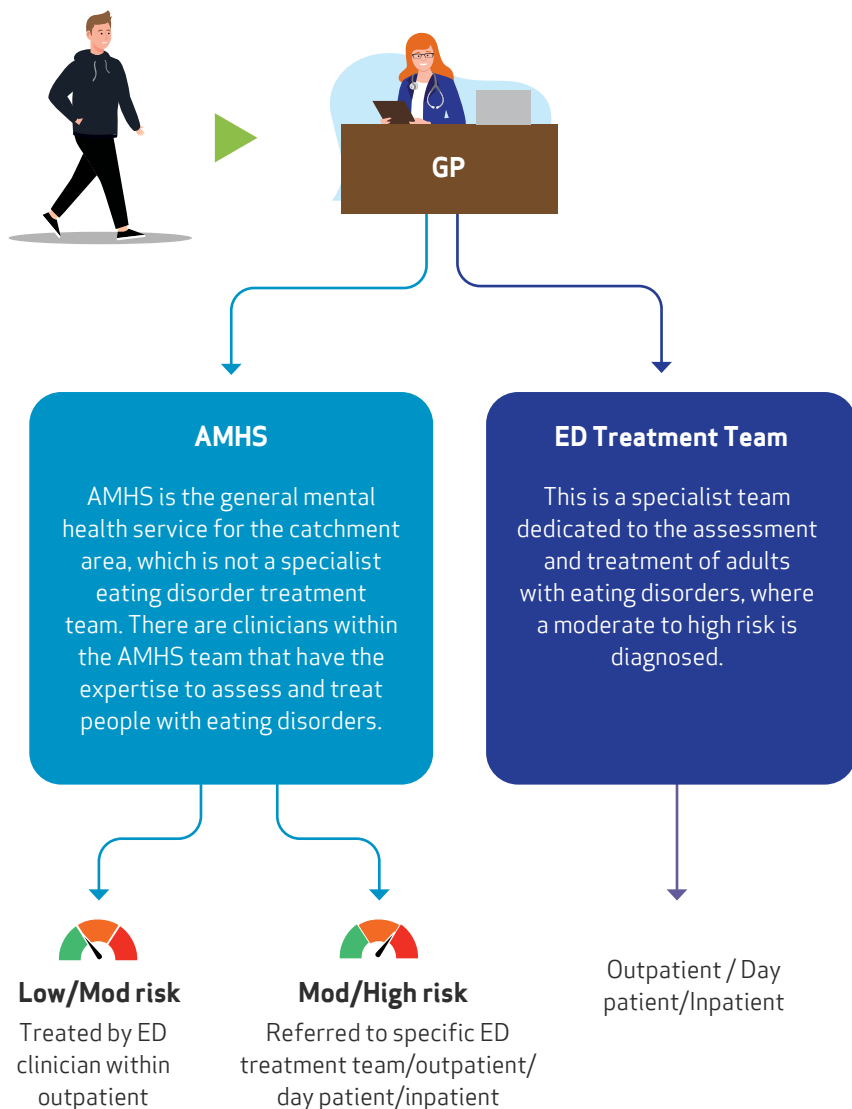 GP
AMHS
AMHS is the general mental
health service for the catchment
area, which is not a specialist
eating disorder treatment
team. There are clinicians within
the AMHS team that have the
expertise to assess and treat
people with eating disorders.
ED Treatment Team
This is a specialist team
dedicated to the assessment
and treatment of adults
with eating disorders, where
a moderate to high risk is
diagnosed.
Low/Mod risk
Treated by ED
clinician within
outpatient
Mod/High risk
Referred to specific ED
treatment team/outpatient/
day patient/inpatient
Outpatient / Day
patient/Inpatient